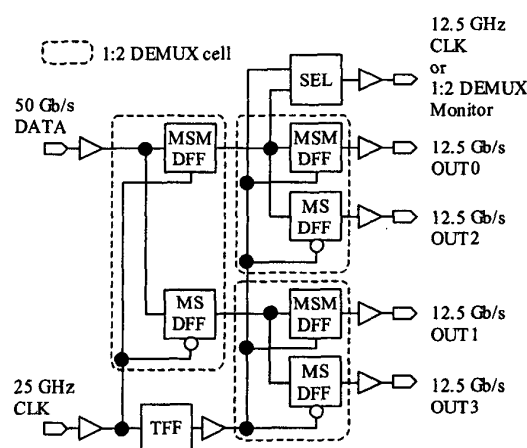 1:2 DEMUX cell
12.5 GHz
CLK
or
1:2 DEMUX
Monitor
SEL
50 Gb/s
DATA
MSM
DFF
MSM
DFF
12.5 Gb/s
OUT0
MS
DFF
12.5 Gb/s
OUT2
MS
DFF
MSM
DFF
12.5 Gb/s
OUT1
MS
DFF
12.5 Gb/s
OUT3
25 GHz
CLK
TFF